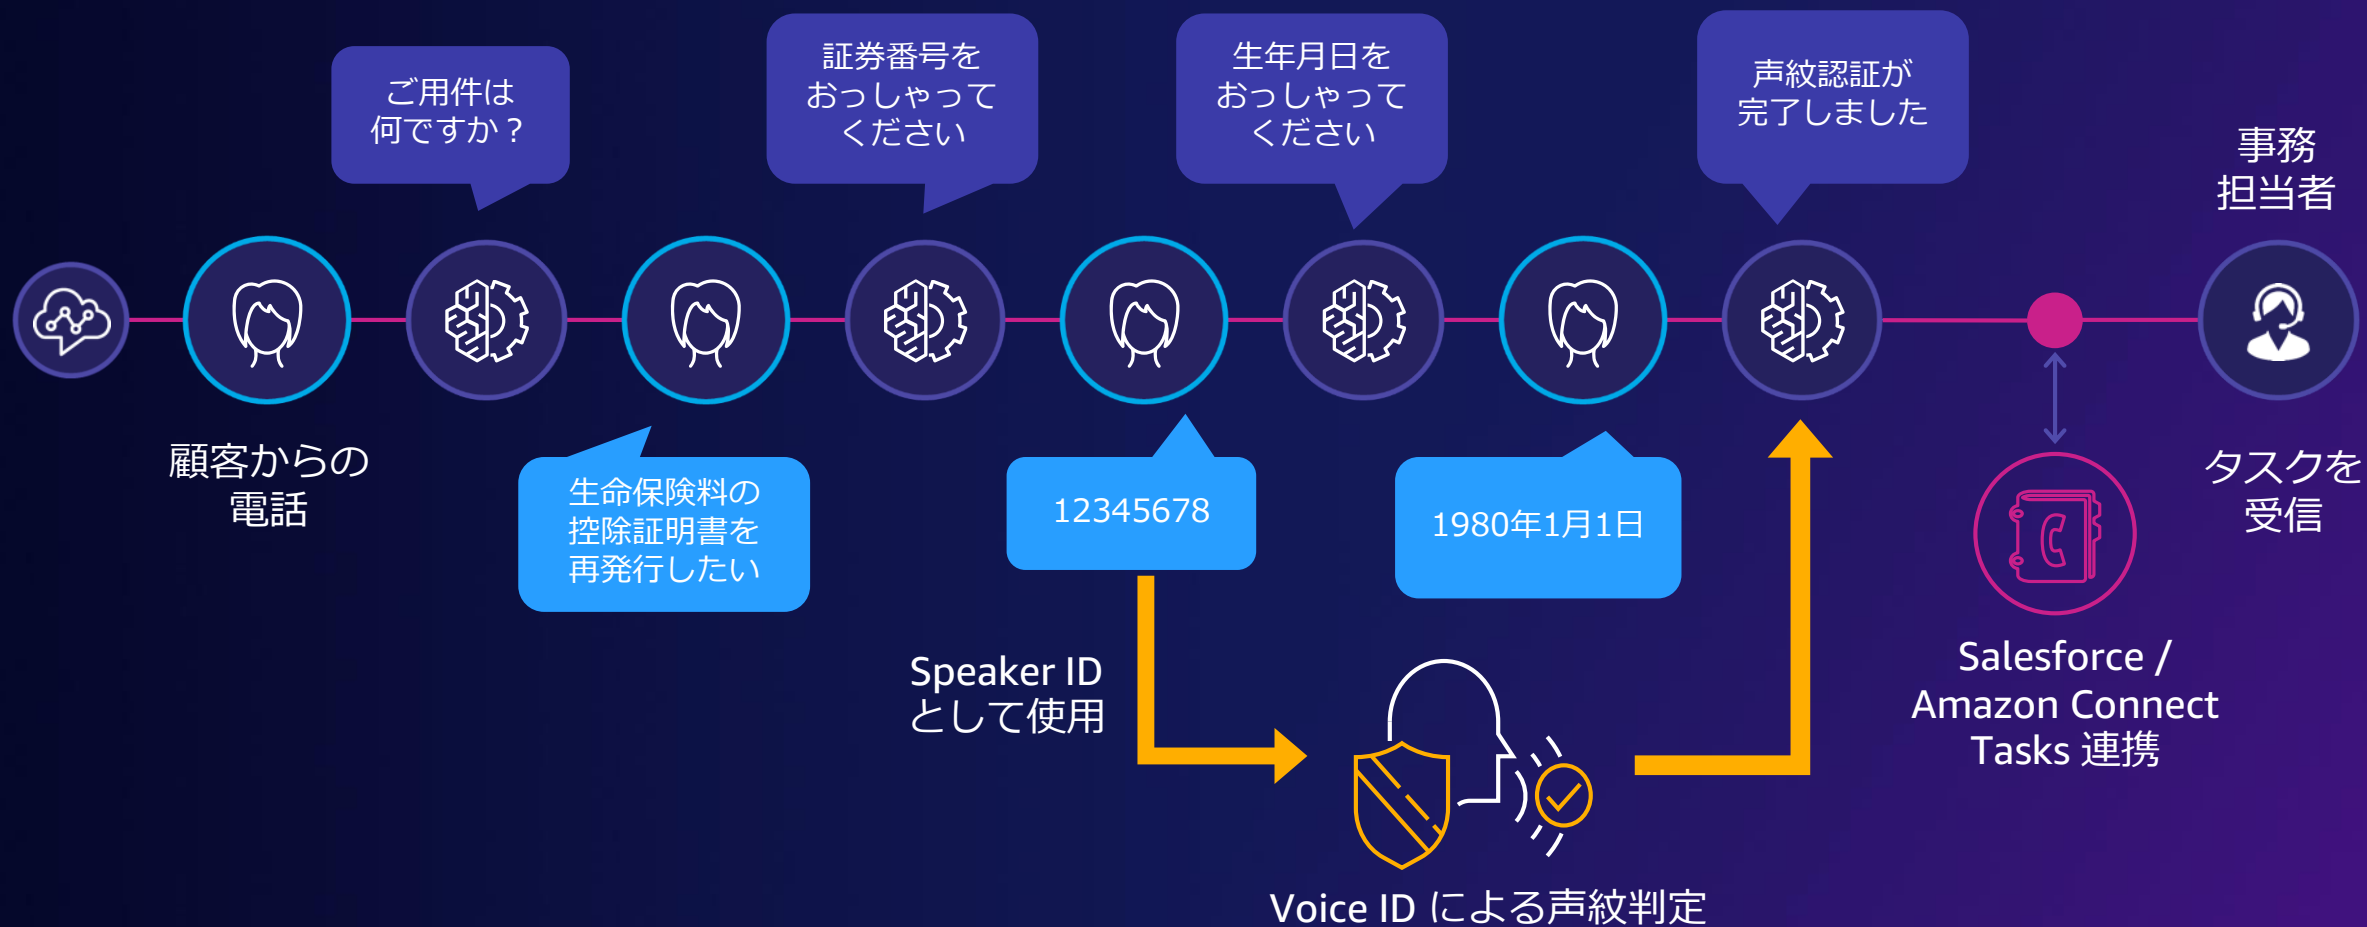 ご用件は
何ですか？
証券番号を
おっしゃって
ください
生年月日を
おっしゃって
ください
声紋認証が
完了しました
事務
担当者
顧客からの
電話
生命保険料の
控除証明書を
再発行したい
12345678
1980年1月1日
タスクを
受信
Speaker ID
として使用
Salesforce /
Amazon Connect
Tasks 連携
Voice ID による声紋判定